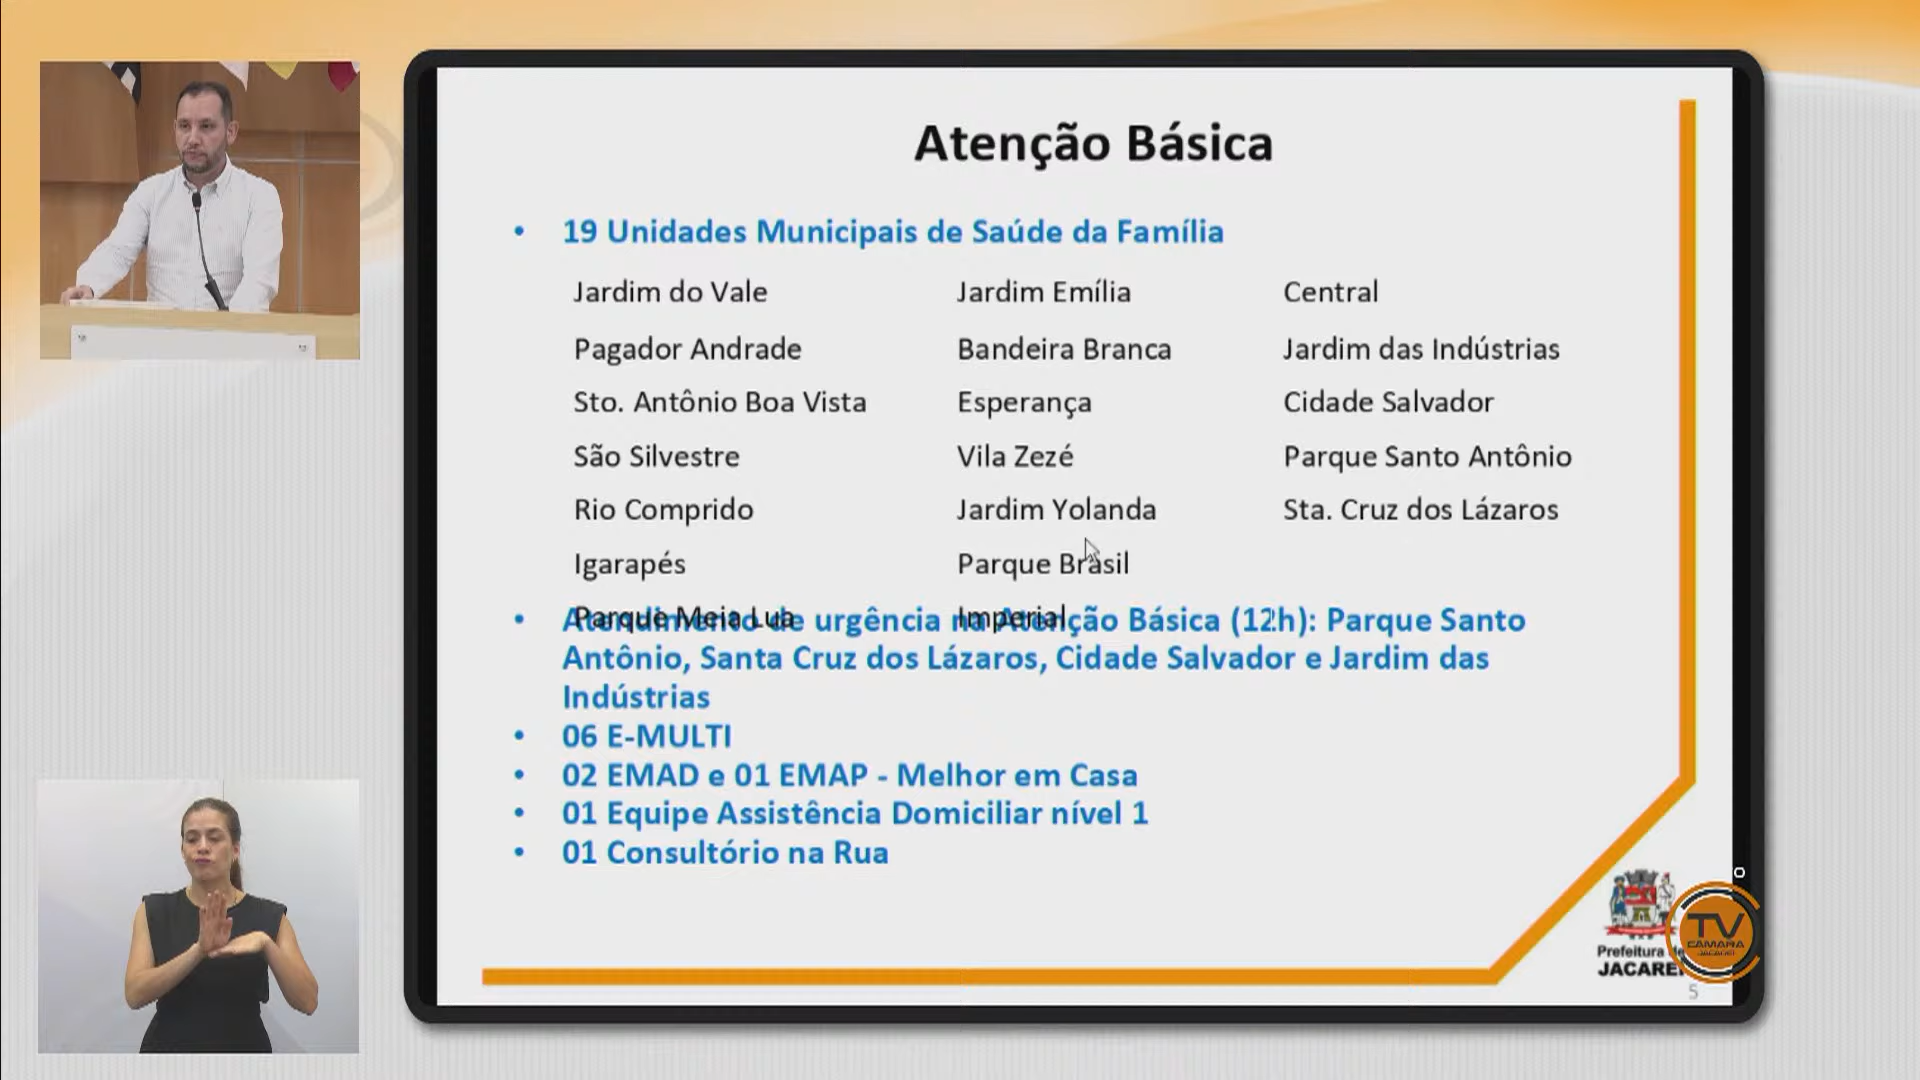 Atenção Básica
• 19 Unidades Municipais de Saúde da Família
Jardim do Vale Jardim Emília Central
Pagador Andrade Bandeira Branca Jardim das Indústrias
Sto. Antônio Boa Vista Esperança Cidade Salvador
São Silvestre Vila Zezé Parque Santo Antônio
Rio Comprido Jardim Yolanda Sta. Cruz dos Lázaros
Igarapés Parque Brasil
Parque Meia Lua Imperial
• Atendimento de urgência na Atenção Básica (12h): Parque Santo
Antônio, Santa Cruz dos Lázaros, Cidade Salvador e Jardim das
Indústrias
• 06 E-MULTI
• 02 EMAD e 01 EMAP - Melhor em Casa
• 01 Equipe Assistência Domiciliar nível 1
• 01 Consultório na Rua
Prefeitura
JACAREÍ
TV
CÂMARA
JACAREÍ
5